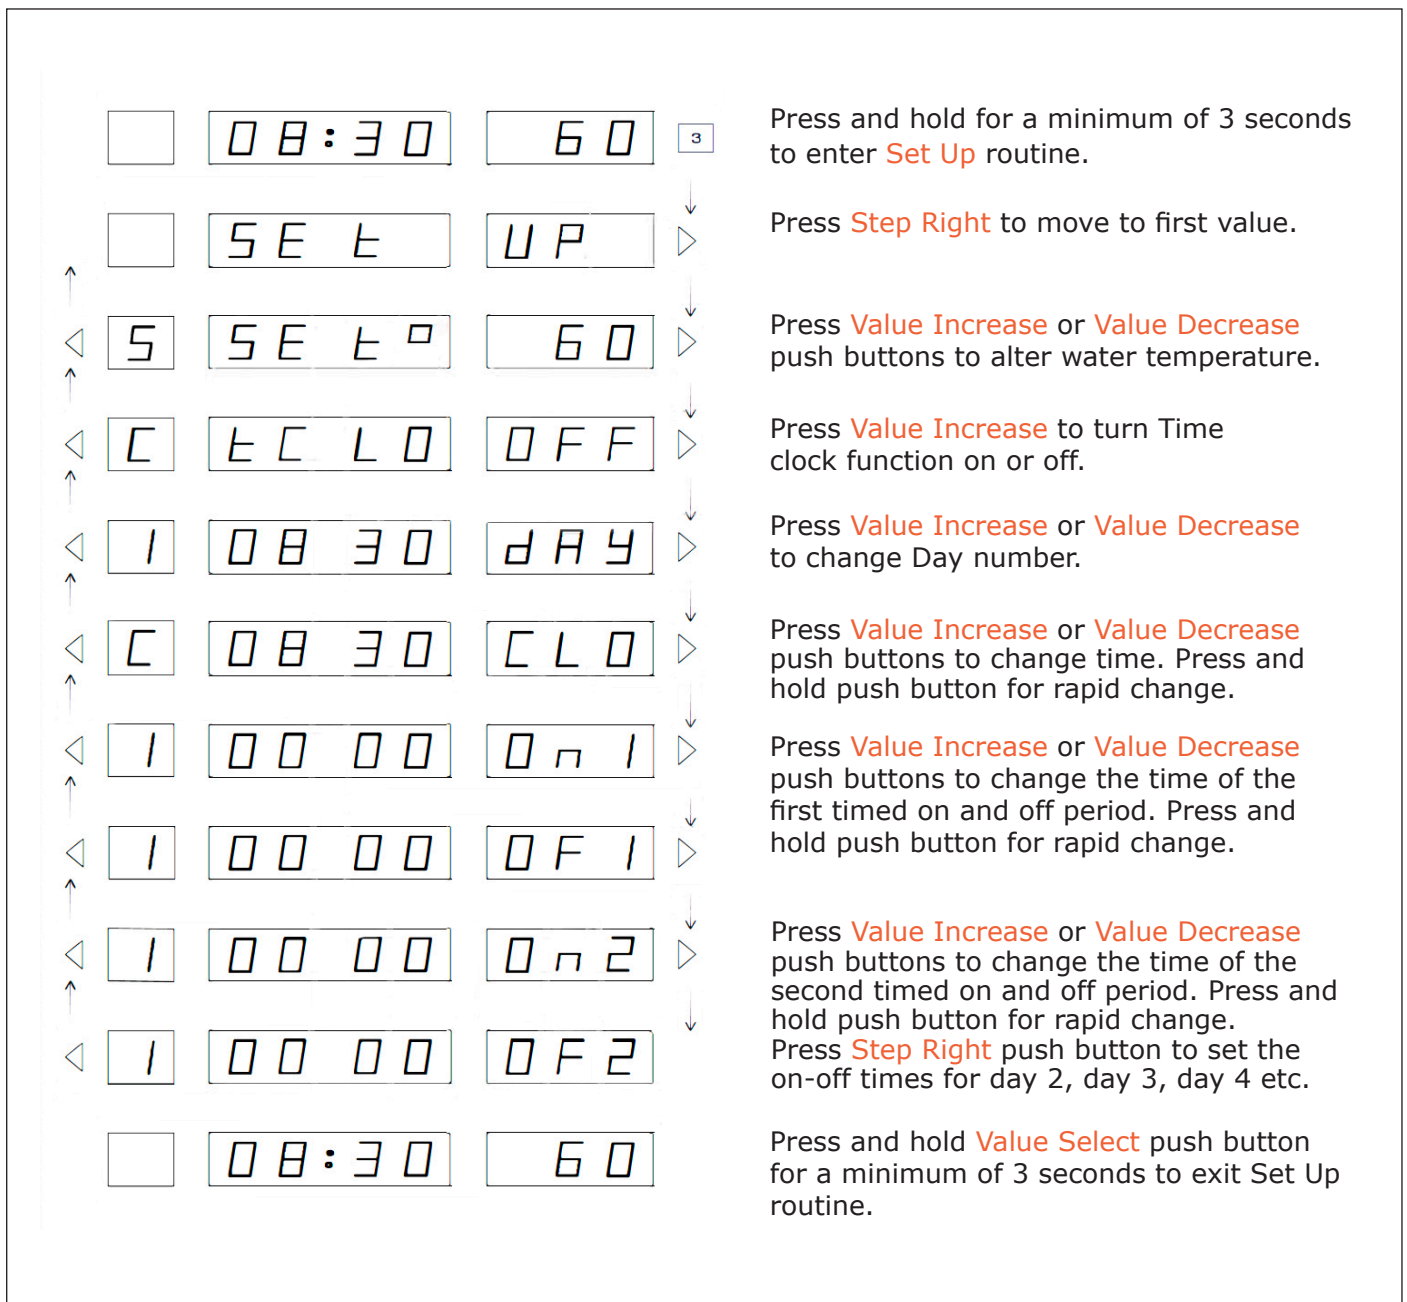 08:30 60 3
Press and hold for a minimum of 3 seconds
to enter Set Up routine.
SEt UP
Press Step Right to move to first value.
S SEt° 60
Press Value Increase or Value Decrease
push buttons to alter water temperature.
C tCLO OFF
Press Value Increase to turn Time
clock function on or off.
1 08 30 dAY
Press Value Increase or Value Decrease
to change Day number.
C 08 30 CLO
Press Value Increase or Value Decrease
push buttons to change time. Press and
hold push button for rapid change.
1 00 00 On1
Press Value Increase or Value Decrease
push buttons to change the time of the
first timed on and off period. Press and
hold push button for rapid change.
1 00 00 OF1
1 00 00 On2
Press Value Increase or Value Decrease
push buttons to change the time of the
second timed on and off period. Press and
hold push button for rapid change.
1 00 00 OF2
Press Step Right push button to set the
on-off times for day 2, day 3, day 4 etc.
08:30 60
Press and hold Value Select push button
for a minimum of 3 seconds to exit Set Up
routine.